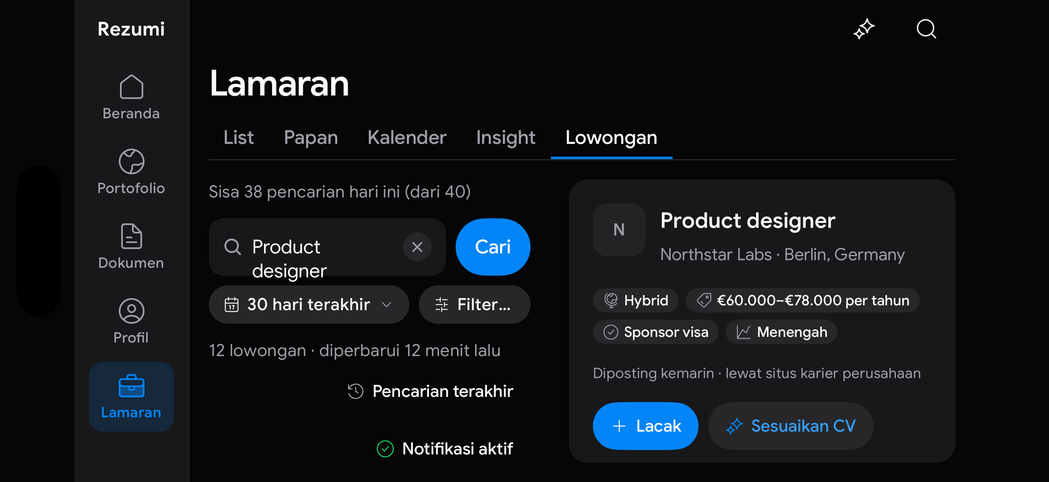 Rezumi
Beranda
Portofolio
Dokumen
Profil
Lamaran
Lamaran
List
Papan
Kalender
Insight
Lowongan
Sisa 38 pencarian hari ini (dari 40)
Product
designer
Cari
30 hari terakhir
Filter...
12 lowongan · diperbarui 12 menit lalu
Pencarian terakhir
Notifikasi aktif
N
Product designer
Northstar Labs · Berlin, Germany
Hybrid
€60.000–€78.000 per tahun
Sponsor visa
Menengah
Diposting kemarin · lewat situs karier perusahaan
Lacak
Sesuaikan CV